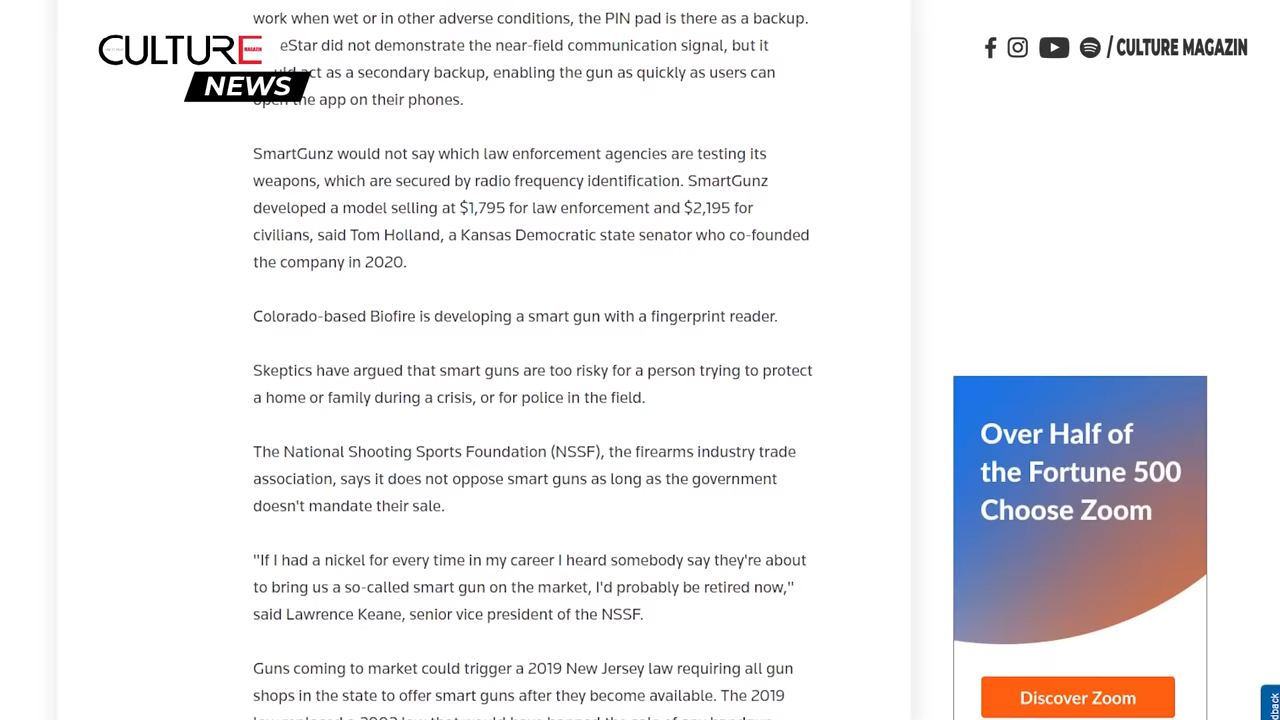 work when wet or in other adverse conditions, the PIN pad is there as a backup.
CULTURE
MAGAZIN
NEWS
/ CULTURE MAGAZIN
eStar did not demonstrate the near-field communication signal, but it
act as a secondary backup, enabling the gun as quickly as users can
the app on their phones.
SmartGunz would not say which law enforcement agencies are testing its
weapons, which are secured by radio frequency identification. SmartGunz
developed a model selling at $1,795 for law enforcement and $2,195 for
civilians, said Tom Holland, a Kansas Democratic state senator who co-founded
the company in 2020.
Colorado-based Biofire is developing a smart gun with a fingerprint reader.
Skeptics have argued that smart guns are too risky for a person trying to protect
a home or family during a crisis, or for police in the field.
The National Shooting Sports Foundation (NSSF), the firearms industry trade
association, says it does not oppose smart guns as long as the government
doesn't mandate their sale.
"If I had a nickel for every time in my career I heard somebody say they're about
to bring us a so-called smart gun on the market, I'd probably be retired now,"
said Lawrence Keane, senior vice president of the NSSF.
Guns coming to market could trigger a 2019 New Jersey law requiring all gun
shops in the state to offer smart guns after they become available. The 2019
Over Half of
the Fortune 500
Choose Zoom
Discover Zoom